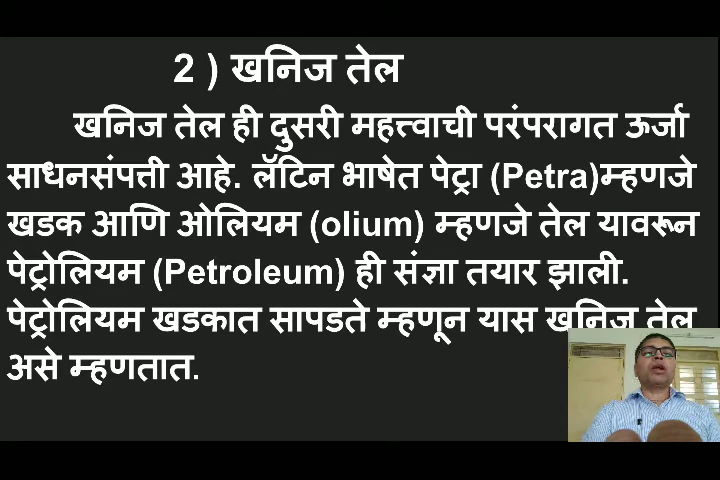 2 ) खनिज तेल
खनिज तेल ही दुसरी महत्त्वाची परंपरागत ऊर्जा
साधनसंपत्ती आहे. लॅटिन भाषेत पेट्रा (Petra)म्हणजे
खडक आणि ओलियम (olium) म्हणजे तेल यावरून
पेट्रोलियम (Petroleum) ही संज्ञा तयार झाली.
पेट्रोलियम खडकात सापडते म्हणून यास खनिज तेल
असे म्हणतात.